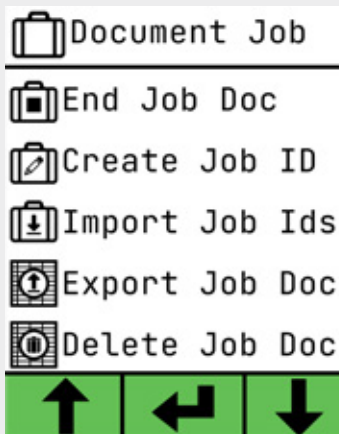 Document Job
End Job Doc
Create Job ID
Import Job Ids
Export Job Doc
Delete Job Doc